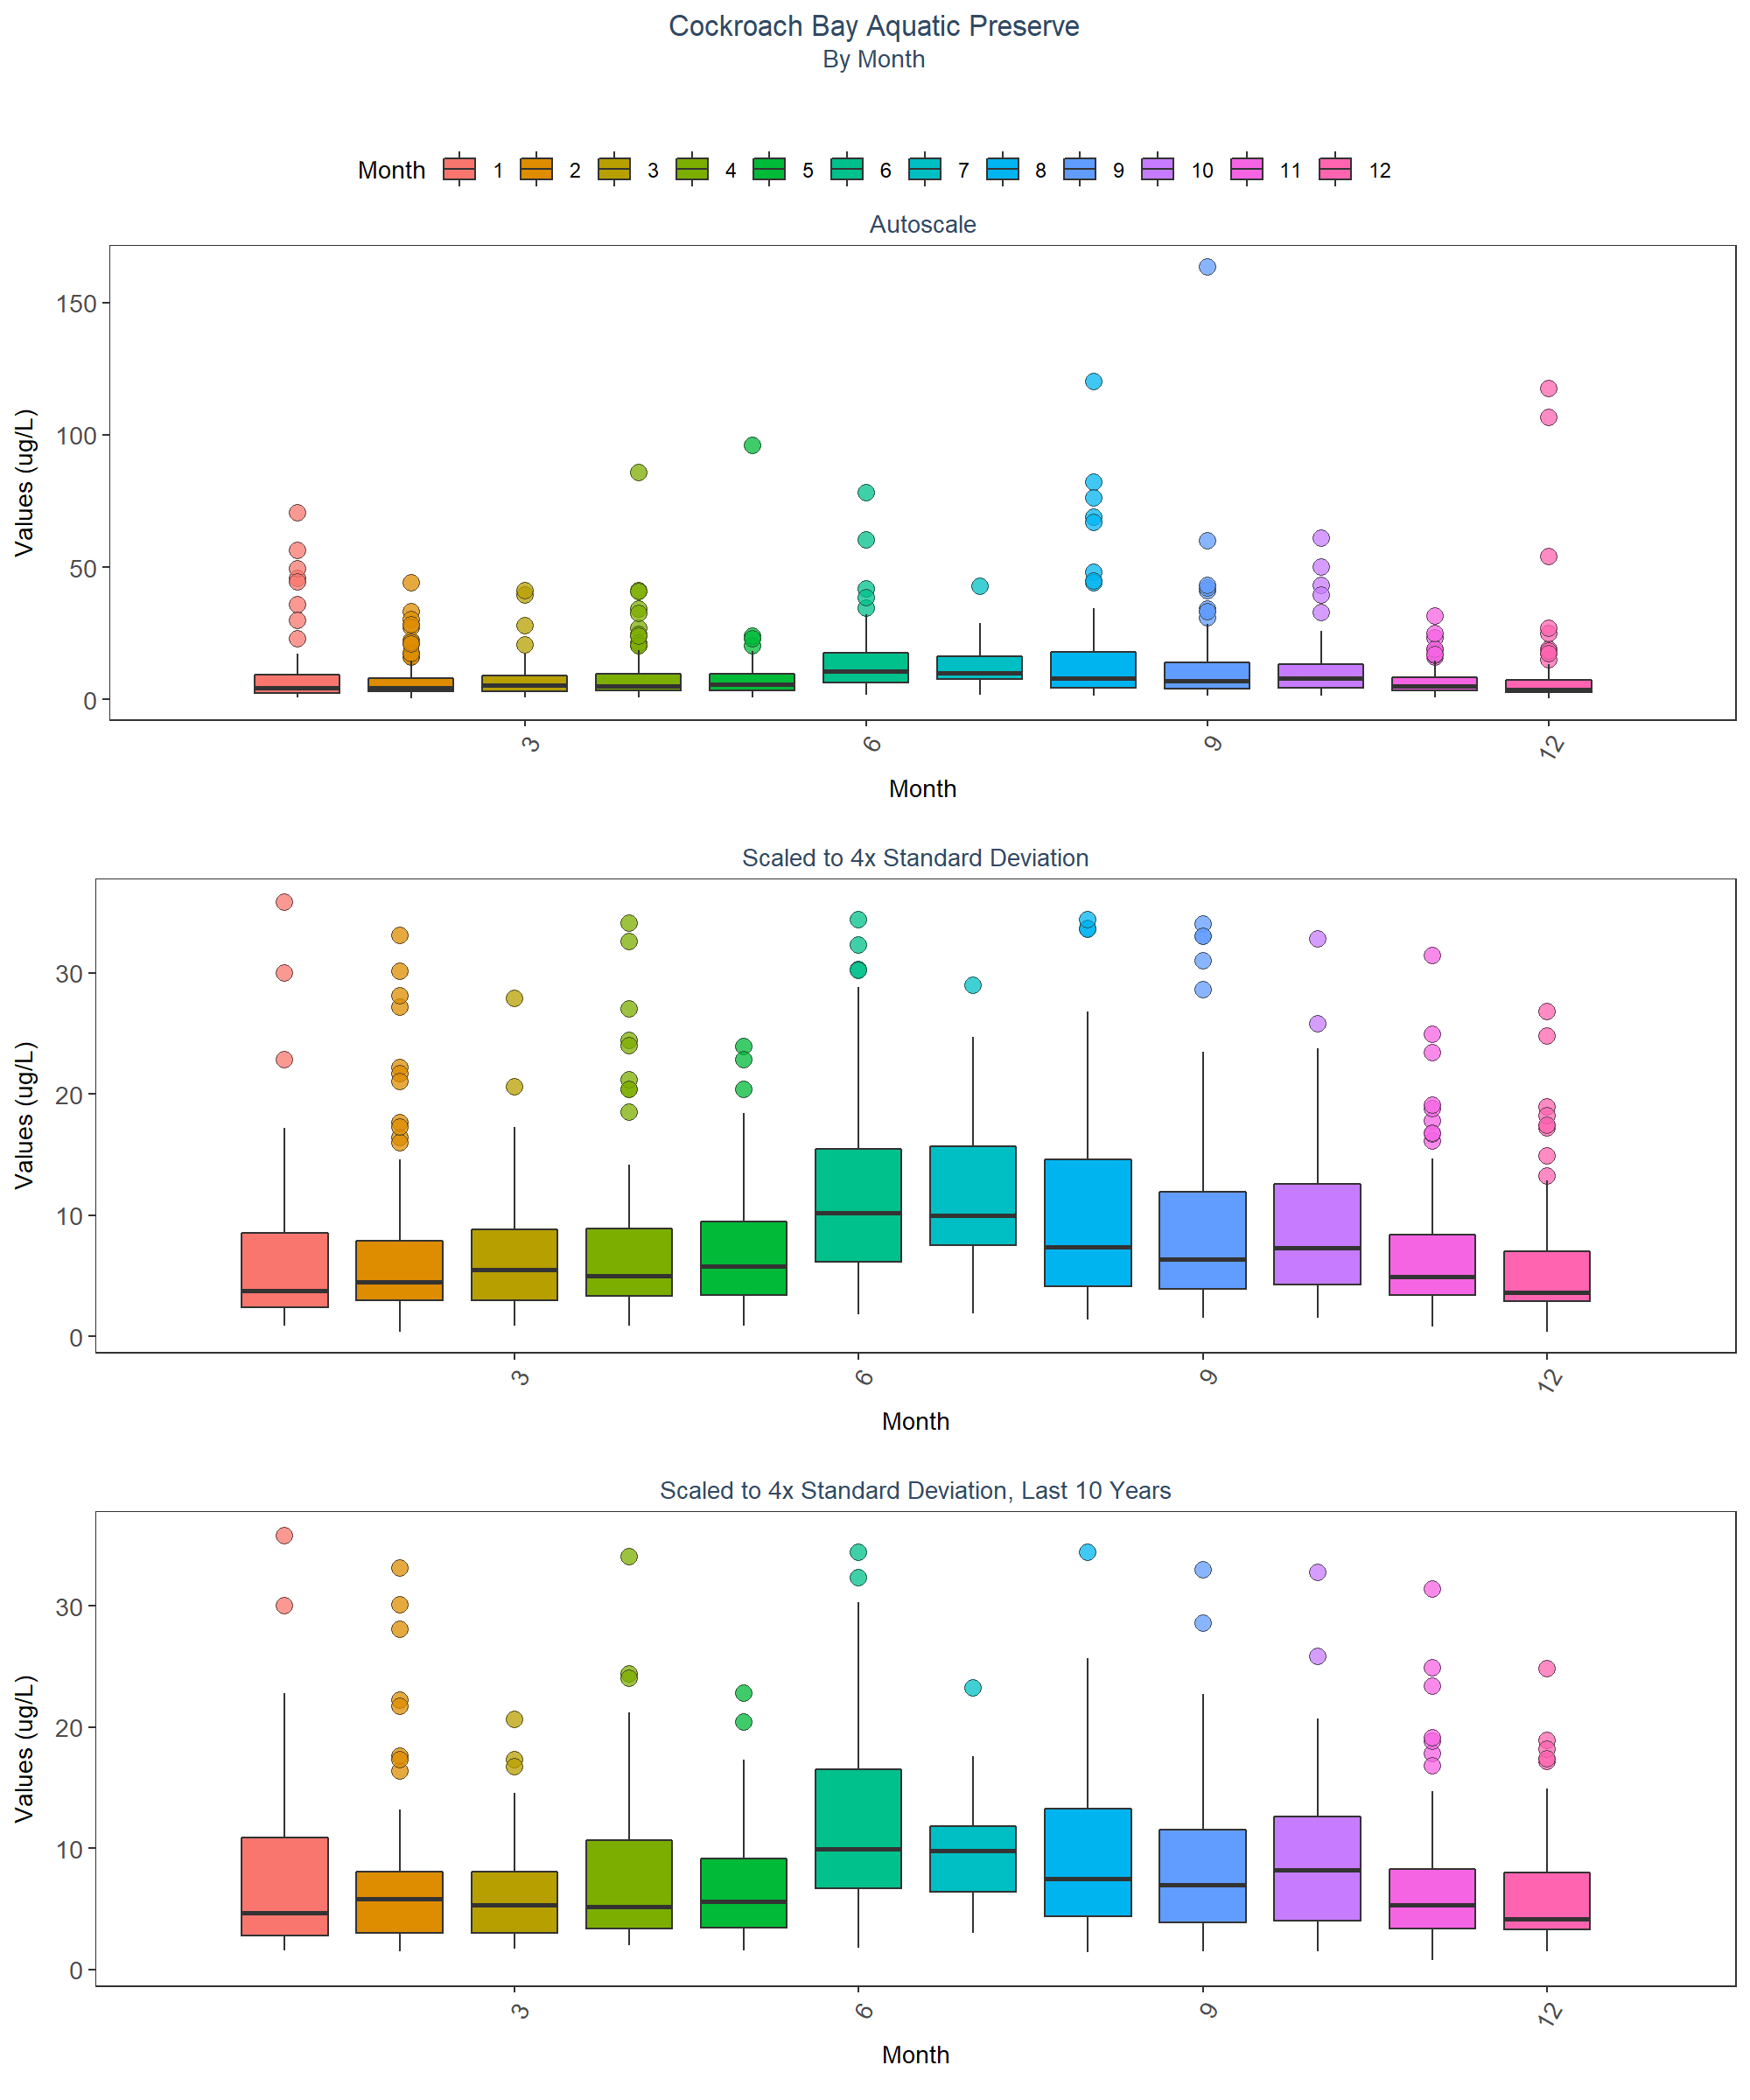 Cockroach Bay Aquatic Preserve
By Month
Month 1 2 3 4 5 6 7 8 9 10 11 12
Autoscale
Values (ug/L)
150
100
50
0
3 6 9 12
Month
Scaled to 4x Standard Deviation
Values (ug/L)
30
20
10
0
3 6 9 12
Month
Scaled to 4x Standard Deviation, Last 10 Years
Values (ug/L)
30
20
10
0
3 6 9 12
Month